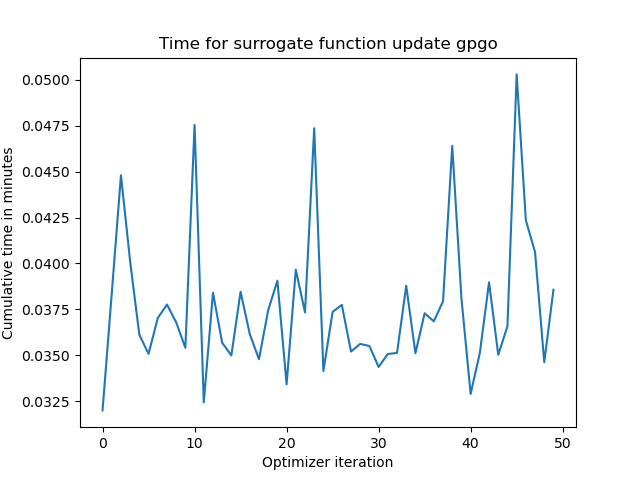 Time for surrogate function update gpgo
Cumulative time in minutes
0.0500
0.0475
0.0450
0.0425
0.0400
0.0375
0.0350
0.0325
0 10 20 30 40 50
Optimizer iteration